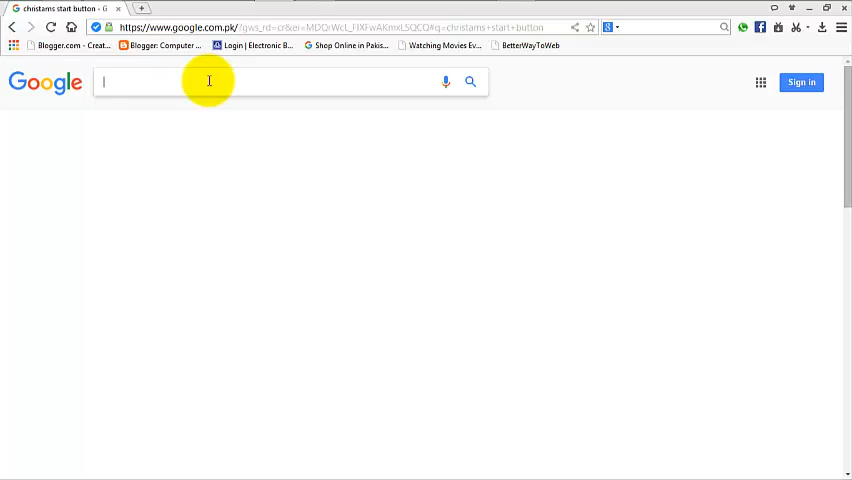 christams start button - G
https://www.google.com.pk/?gws_rd=cr&ei=MDQrWcL_FIXFwAKmxL5QCQ#q=christams+start+button
Blogger.com - Creat...
Blogger: Computer ...
Login | Electronic B...
Shop Online in Pakis...
Watching Movies Ev...
BetterWayToWeb
Google
Sign in